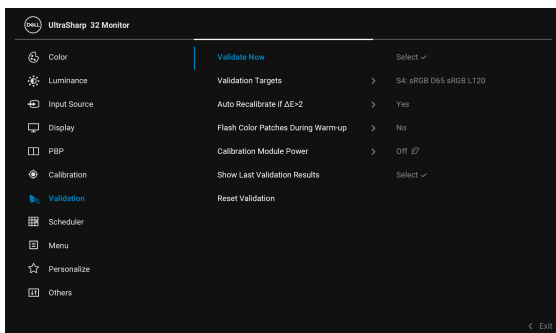 DELL UltraSharp 32 Monitor
Color
Luminance
Input Source
Display
PBP
Calibration
Validation
Scheduler
Menu
Personalize
Others
Validate Now Select ✓
Validation Targets > S4: sRGB D65 sRGB L120
Auto Recalibrate if ΔE>2 > Yes
Flash Color Patches During Warm-up > No
Calibration Module Power > Off
Show Last Validation Results Select ✓
Reset Validation
< Exit